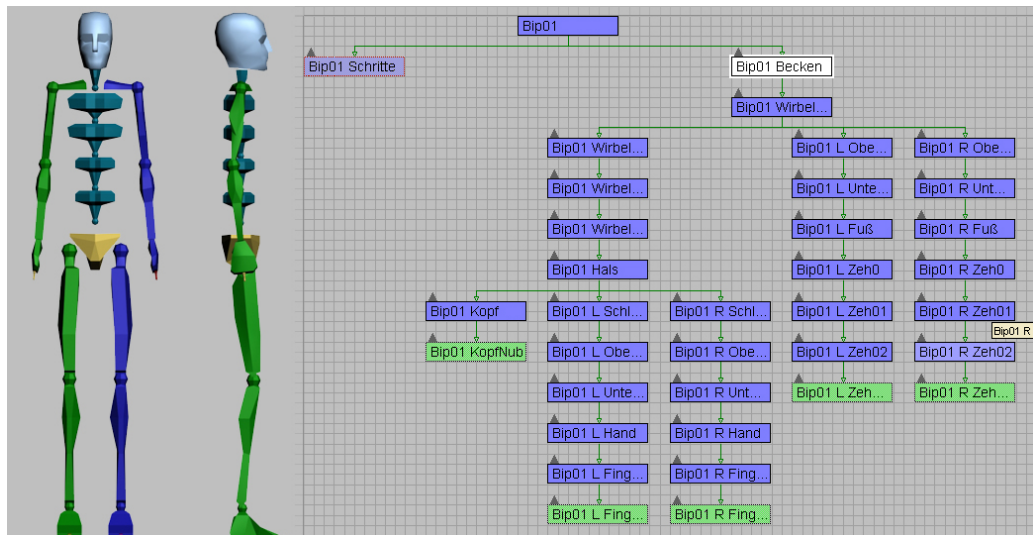 Bip01
Bip01 Schritte
Bip01 Becken
Bip01 Wirbel...
Bip01 Wirbel... Bip01 L Obe... Bip01 R Obe...
Bip01 Wirbel... Bip01 L Unte... Bip01 R Unt...
Bip01 Wirbel... Bip01 L Fuß Bip01 R Fuß
Bip01 Hals Bip01 L Zeh0 Bip01 R Zeh0
Bip01 Kopf Bip01 L Schl... Bip01 R Schl... Bip01 L Zeh01 Bip01 R Zeh01
Bip01 R
Bip01 KopfNub Bip01 L Obe... Bip01 R Obe... Bip01 L Zeh02 Bip01 R Zeh02
Bip01 L Unte... Bip01 R Unt... Bip01 L Zeh... Bip01 R Zeh...
Bip01 L Hand Bip01 R Hand
Bip01 L Fing... Bip01 R Fing...
Bip01 L Fing... Bip01 R Fing...